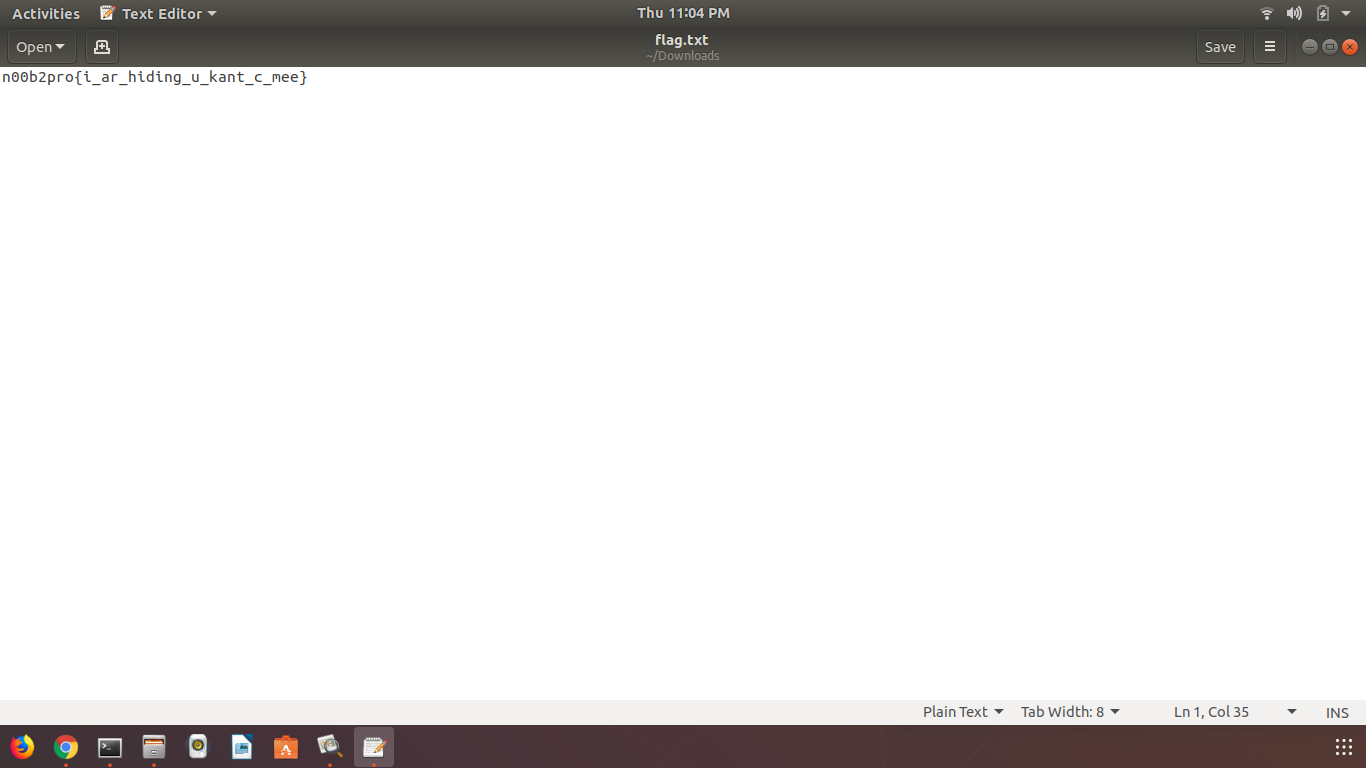 Activities Text Editor Thu 11:04 PM
Open flag.txt Save
~/Downloads
n00b2pro{i_ar_hiding_u_kant_c_mee}
Plain Text Tab Width: 8 Ln 1, Col 35 INS